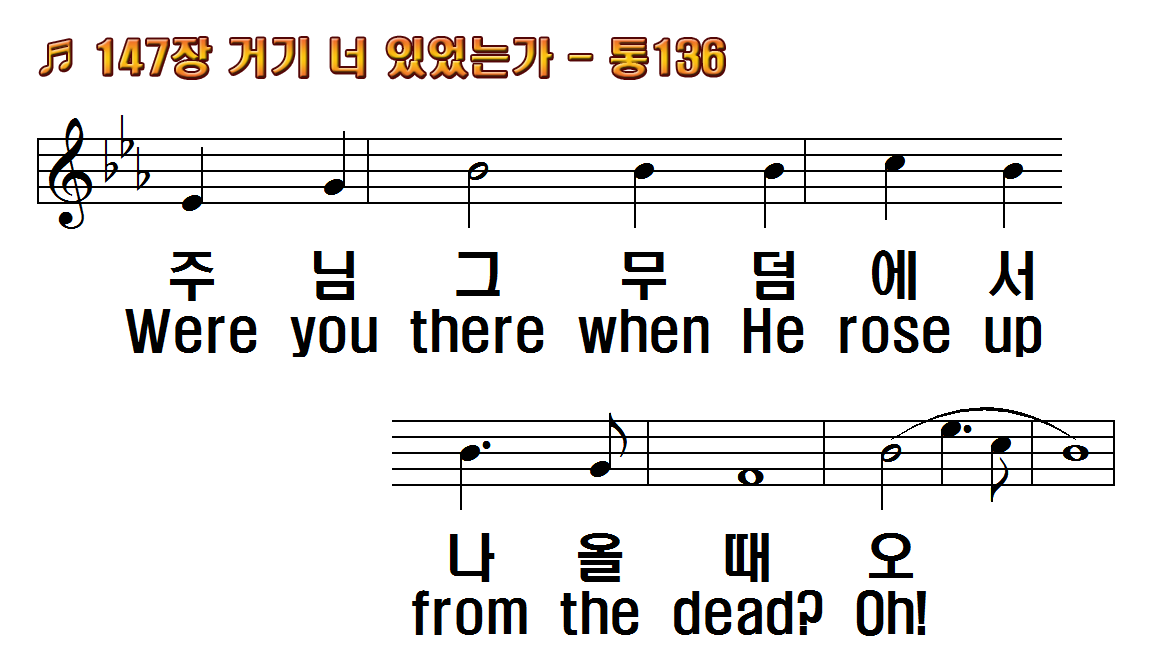 ♬ 147장 거기 너 있었는가 - 통136
주 님 그 무 덤 에 서
Were you there when He rose up
나 올 때 오
from the dead? Oh!